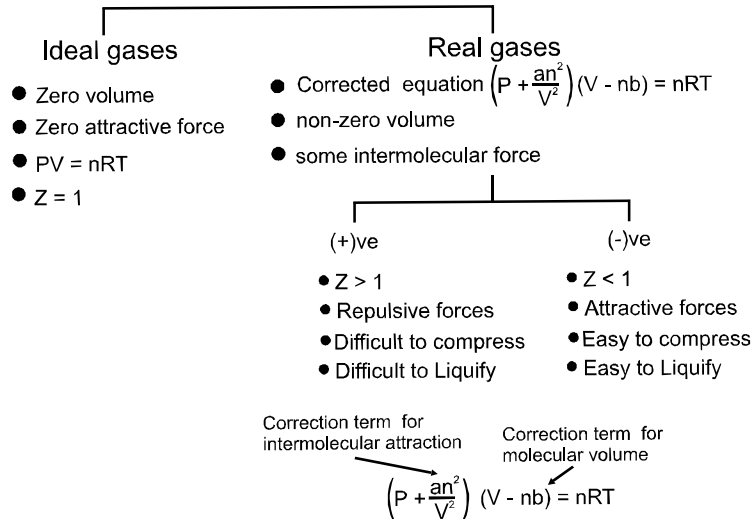 Ideal gases
● Zero volume
● Zero attractive force
● PV = nRT
● Z = 1
Real gases
● Corrected equation (P + an²/V²) (V - nb) = nRT
● non-zero volume
● some intermolecular force
(+)ve
● Z > 1
● Repulsive forces
● Difficult to compress
● Difficult to Liquify
(-)ve
● Z < 1
● Attractive forces
● Easy to compress
● Easy to Liquify
Correction term for
intermolecular attraction
Correction term for
molecular volume
(P + an²/V²) (V - nb) = nRT